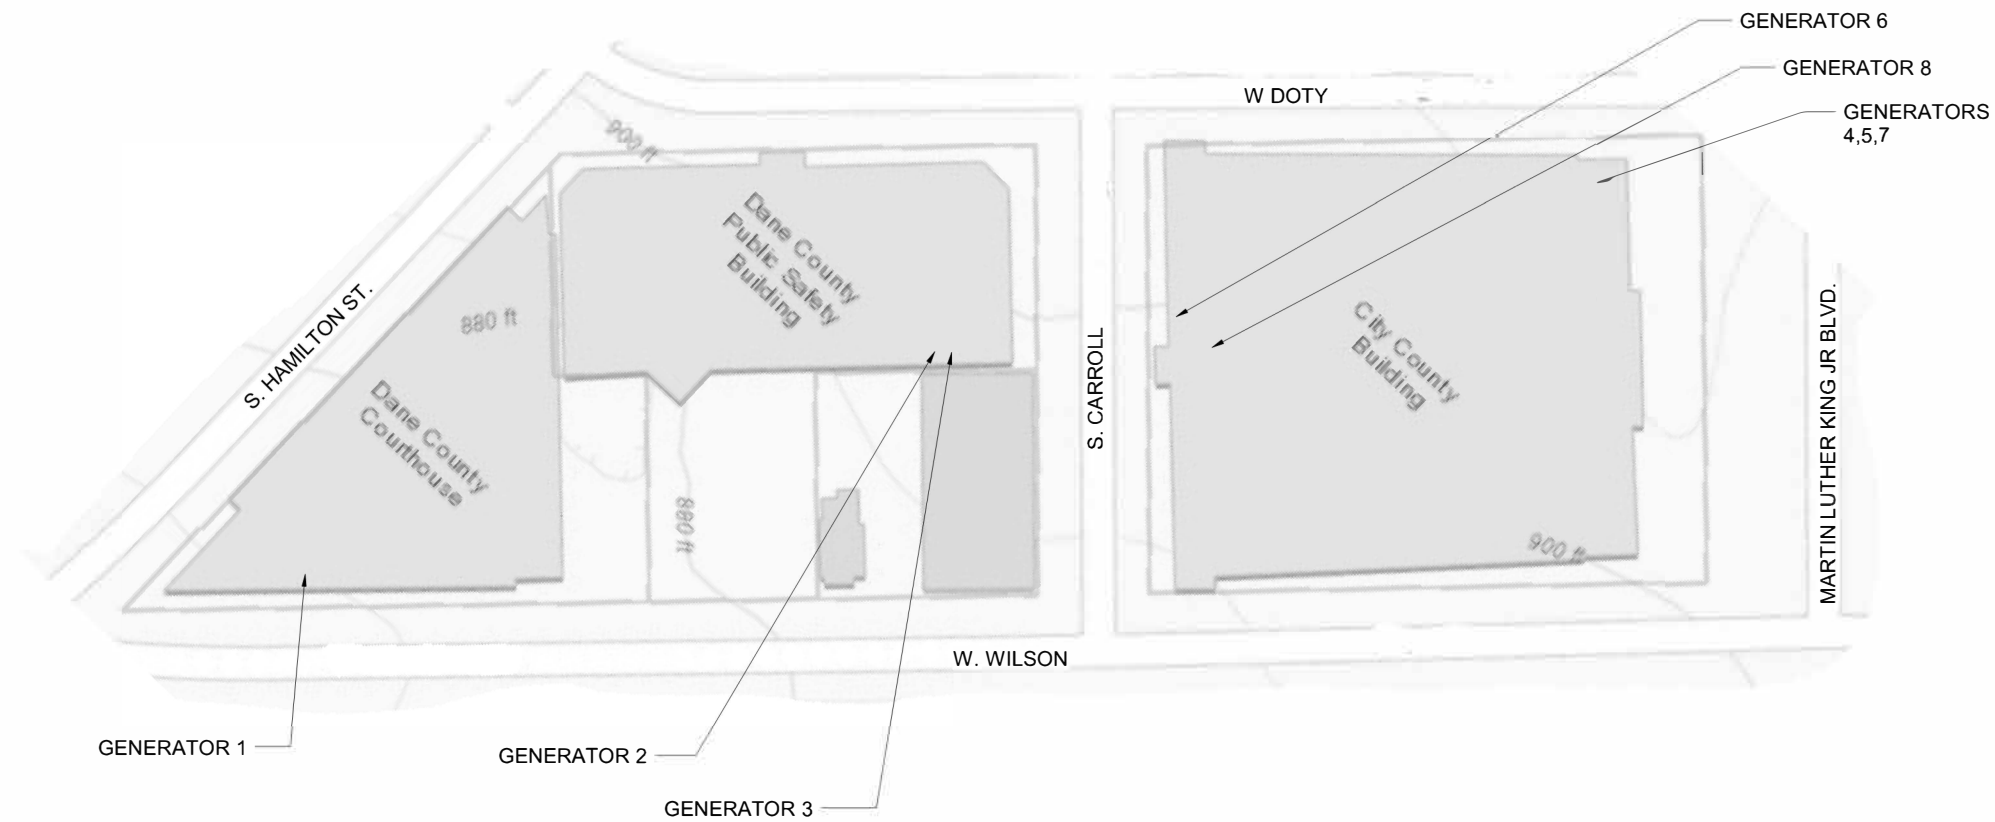 GENERATOR 6
GENERATOR 8
W DOTY
GENERATORS
4,5,7
900 ft
Dane County
Public Safety
Building
880 ft
S. HAMILTON ST.
Dane County
Courthouse
City County
Building
S. CARROLL
MARTIN LUTHER KING JR BLVD.
880 ft
900 ft
W. WILSON
GENERATOR 1
GENERATOR 2
GENERATOR 3